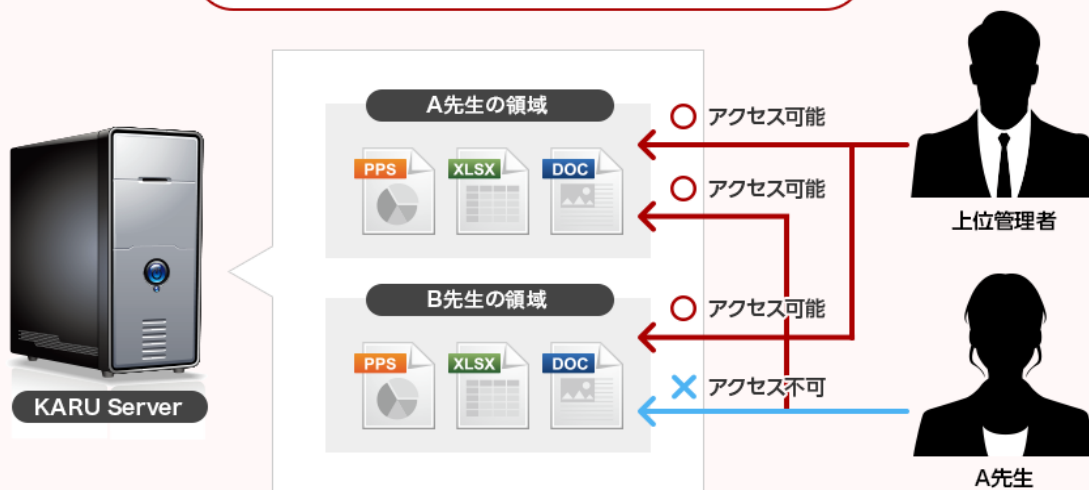 A先生の領域
PPS
XLSX
DOC
アクセス可能
アクセス可能
上位管理者
B先生の領域
PPS
XLSX
DOC
アクセス可能
アクセス不可
KARU Server
A先生